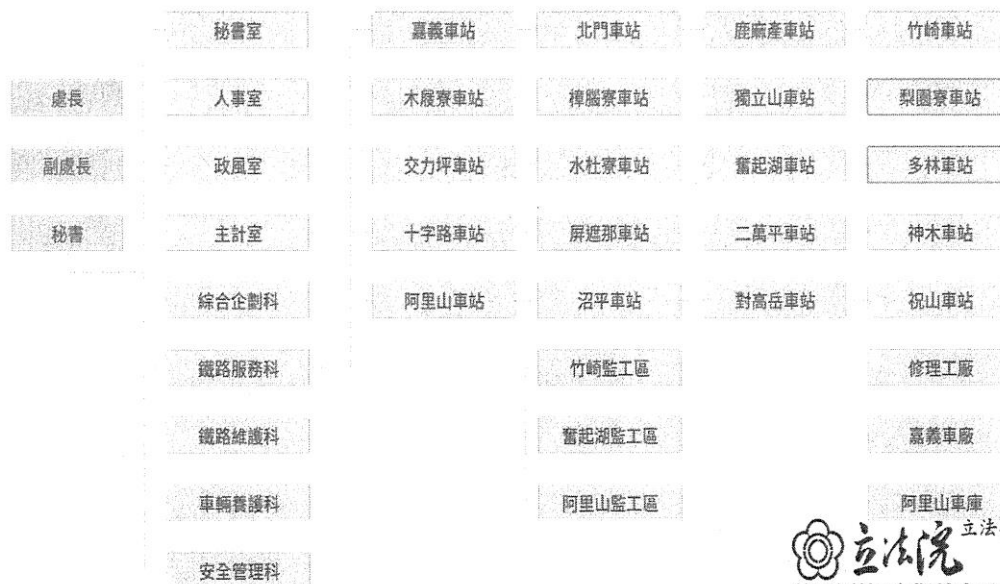 秘書室 嘉義車站 北門車站 鹿麻產車站 竹崎車站
處長 人事室 木履寮車站 樟腦寮車站 獨立山車站 梨園寮車站
副處長 政風室 交力坪車站 水社寮車站 奮起湖車站 多林車站
秘書 主計室 十字路車站 屏遮那車站 二萬平車站 神木車站
綜合企劃科 阿里山車站 沼平車站 對高岳車站 祝山車站
鐵路服務科 竹崎監工區 修理工廠
鐵路維護科 奮起湖監工區 嘉義車廠
車輛養護科 阿里山監工區 阿里山車庫
立法院 立法
安全管理科